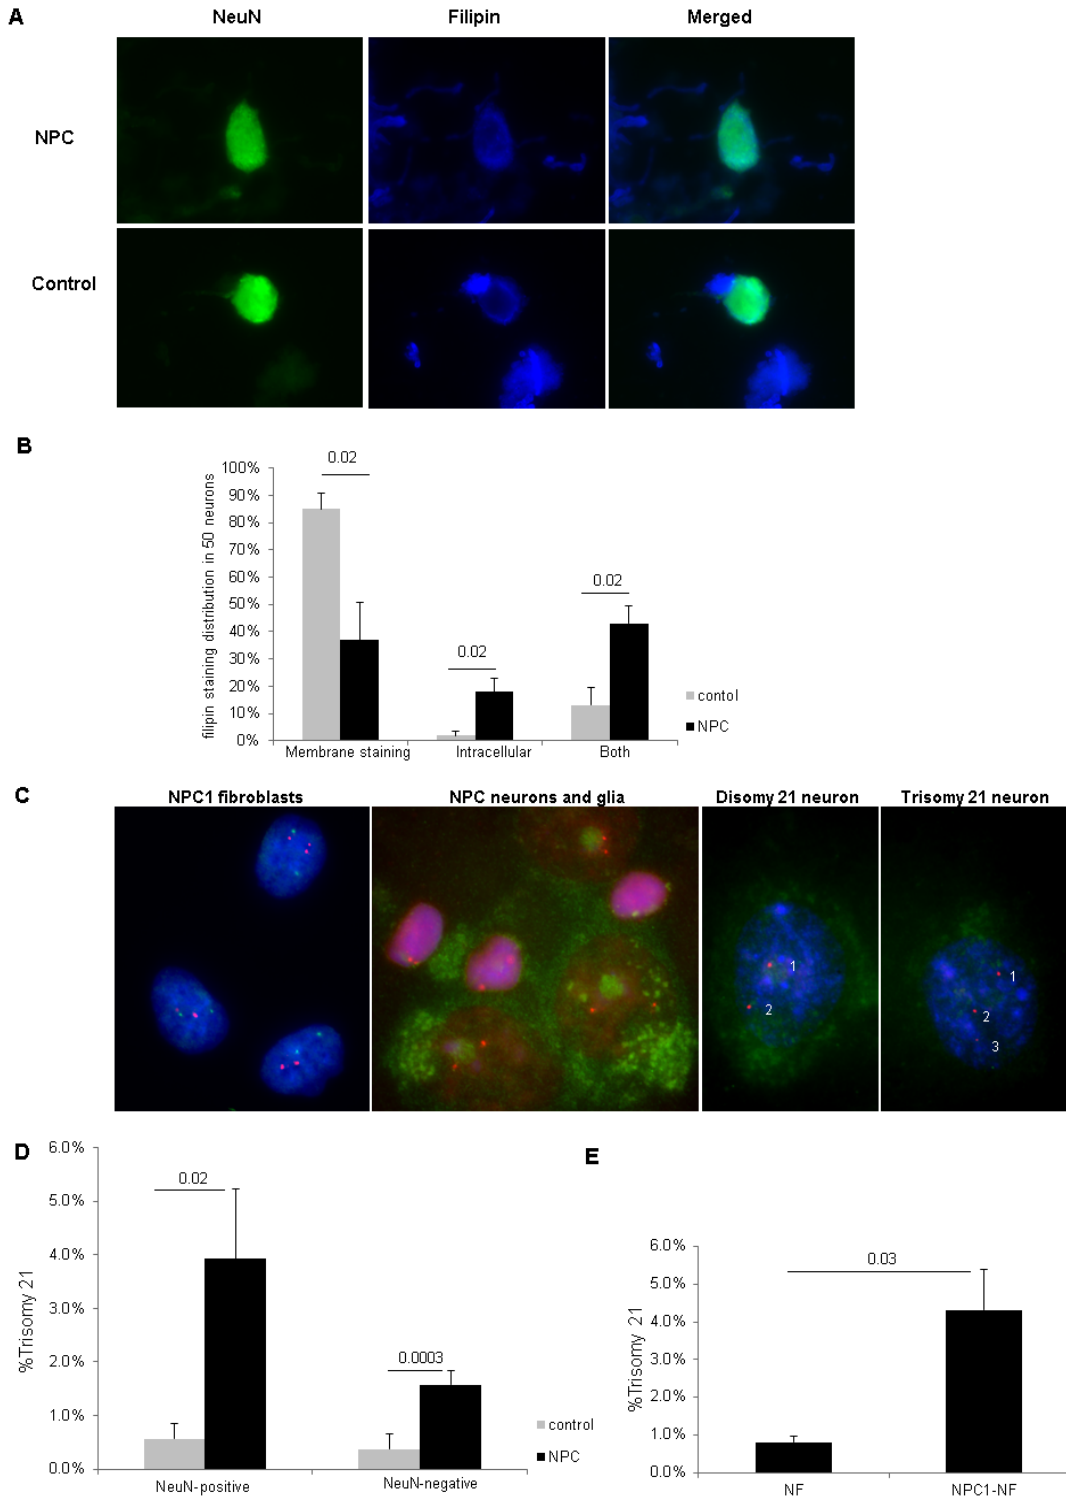 A
NeuN
Filipin
Merged
NPC
Control
B
filipin staining distribution in 50 neurons
100%
90%
80%
70%
60%
50%
40%
30%
20%
10%
0%
0.02
0.02
0.02
Membrane staining
Intracellular
Both
contol
NPC
C
NPC1 fibroblasts
NPC neurons and glia
Disomy 21 neuron
Trisomy 21 neuron
1
2
1
2
3
D
%Trisomy 21
6.0%
5.0%
4.0%
3.0%
2.0%
1.0%
0.0%
0.02
0.0003
NeuN-positive
NeuN-negative
control
NPC
E
%Trisomy 21
6.0%
5.0%
4.0%
3.0%
2.0%
1.0%
0.0%
0.03
NF
NPC1-NF